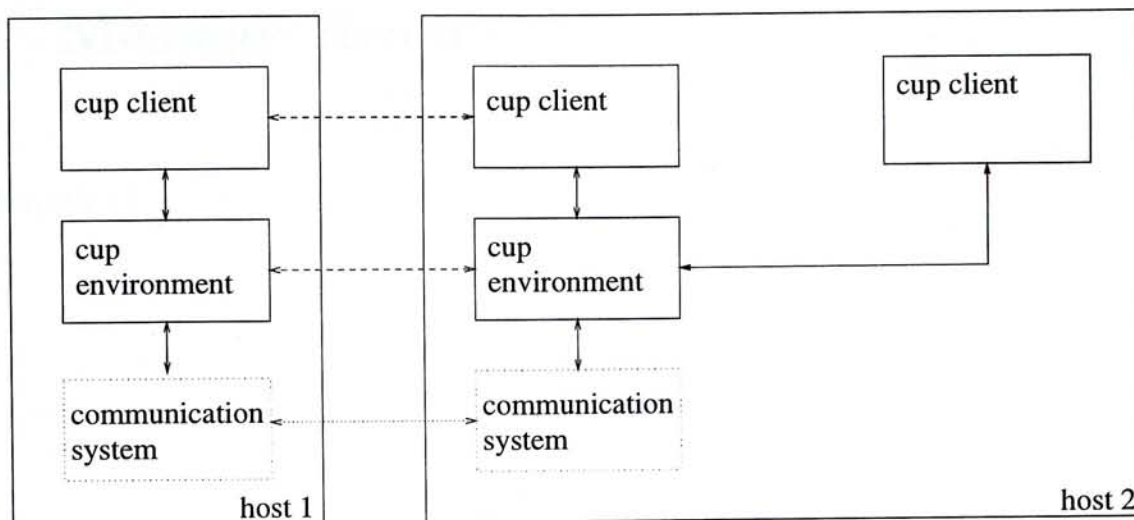 cup client
cup
environment
communication
system
host 1
cup client
cup
environment
communication
system
cup client
host 2